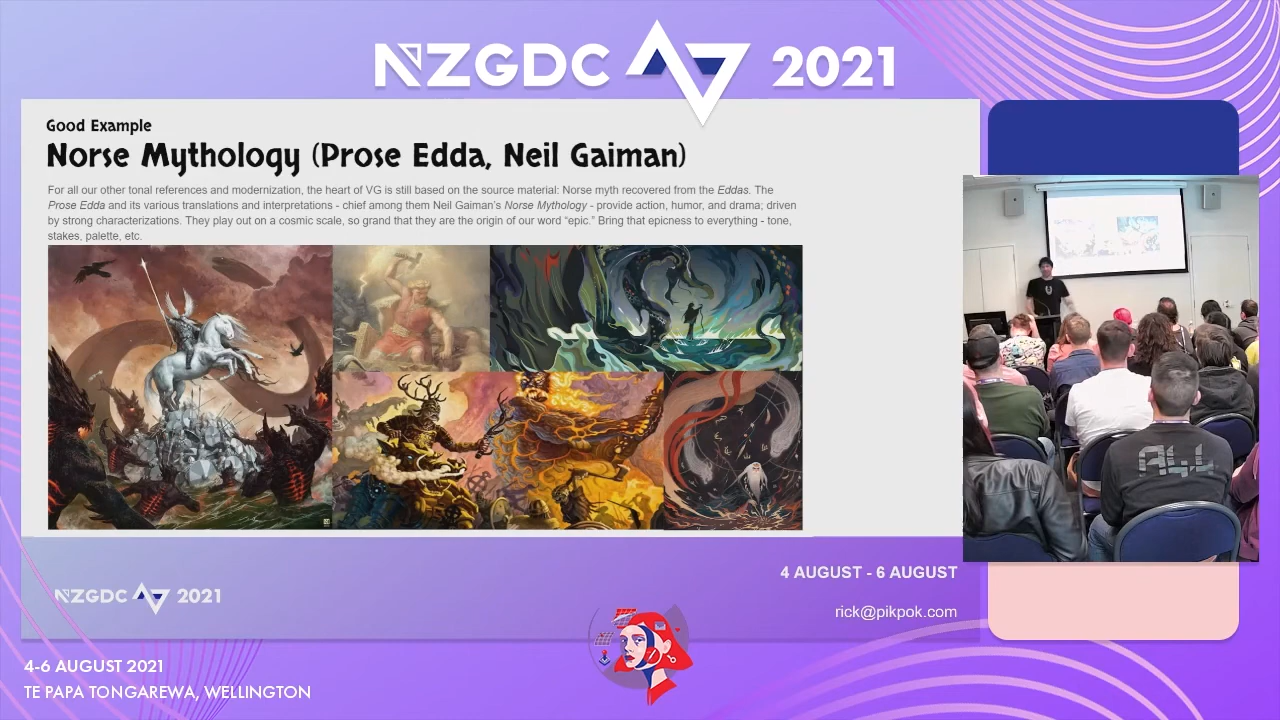 NZGDC 2021
Good Example
Norse Mythology (Prose Edda, Neil Gaiman)
For all our other tonal references and modernization, the heart of VG is still based on the source material: Norse myth recovered from the Eddas. The
Prose Edda and its various translations and interpretations - chief among them Neil Gaiman's Norse Mythology - provide action, humor, and drama; driven
by strong characterizations. They play out on a cosmic scale, so grand that they are the origin of our word “epic.” Bring that epicness to everything - tone,
stakes, palette, etc.
4 AUGUST - 6 AUGUST
NZGDC 2021
rick@pikpok.com
4-6 AUGUST 2021
TE PAPA TONGAREWA, WELLINGTON